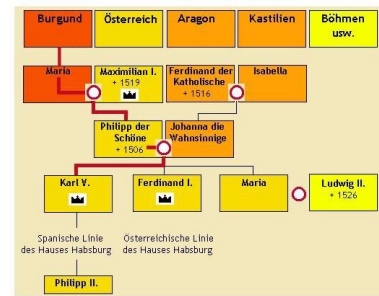 Burgund Österreich Aragon Kastilien Böhmen
usw.
Maria Maximilian I. Ferdinand der Isabella
+ 1519 Katholische
+ 1516
Philipp der Johanna die
Schöne Wahnsinnige
+ 1506
Karl V. Ferdinand I. Maria Ludwig II.
+ 1526
Spanische Linie Österreichische Linie
des Hauses Habsburg des Hauses Habsburg
Philipp II.